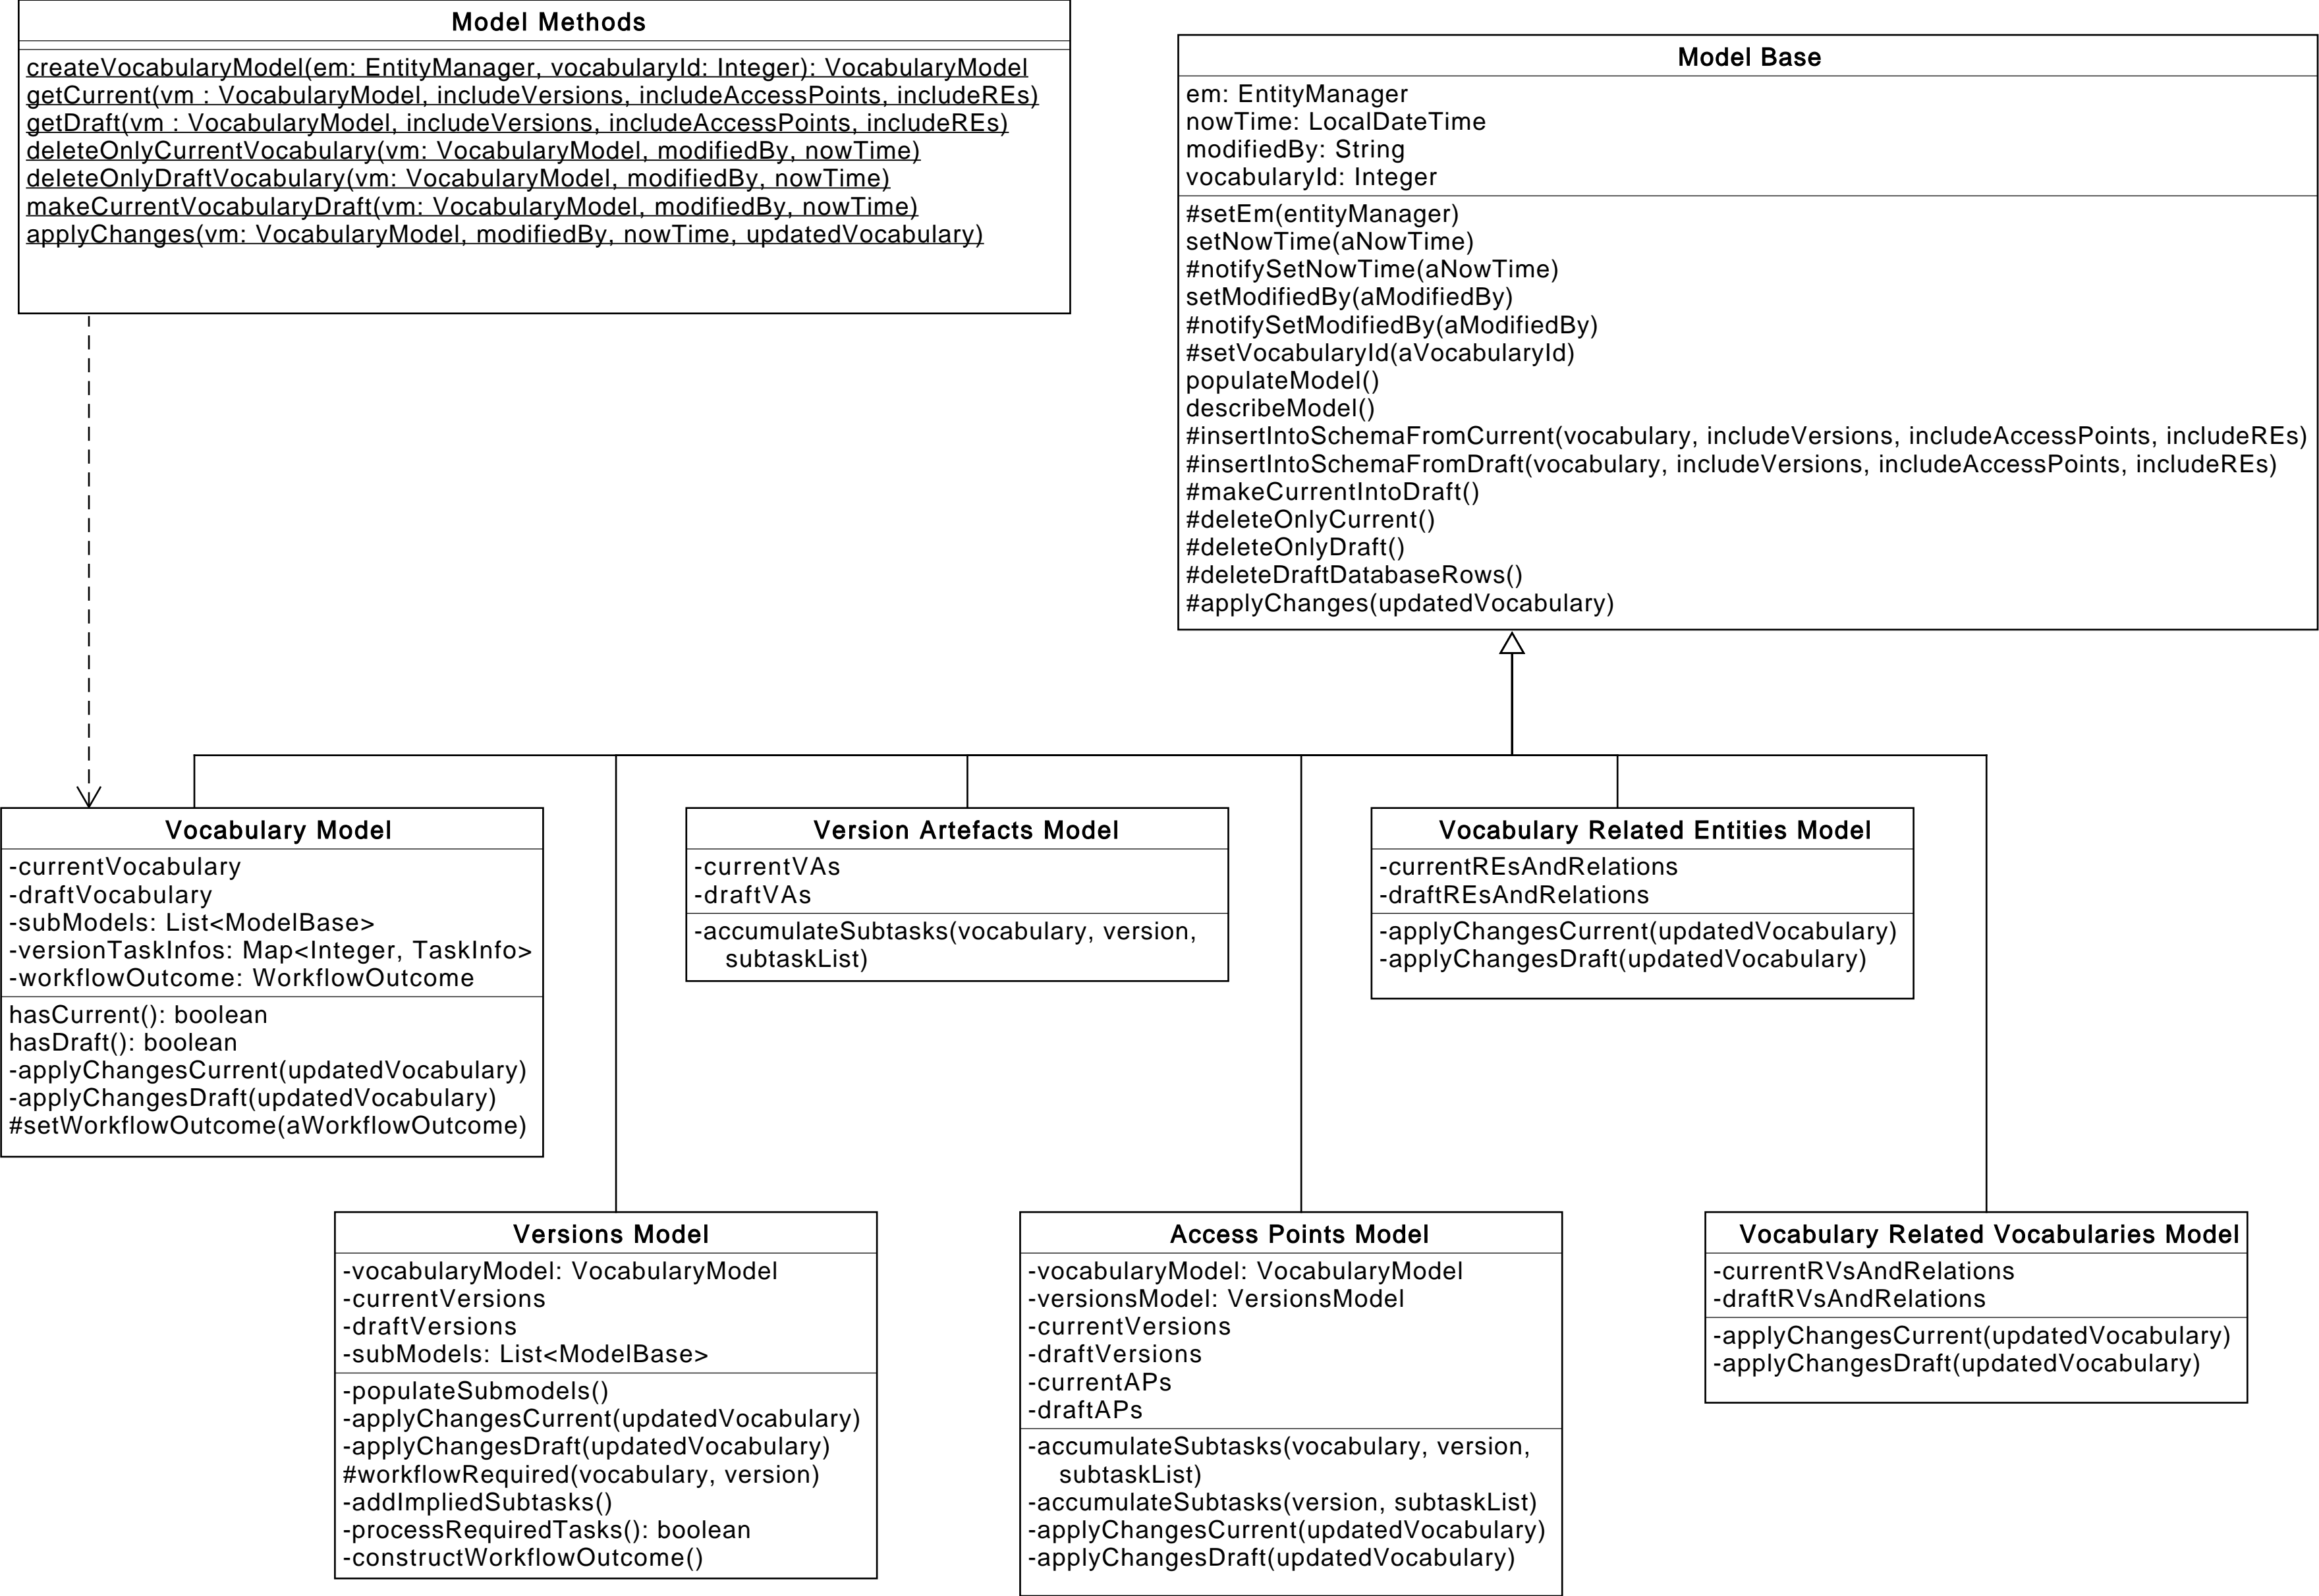 Model Methods
createVocabularyModel(em: EntityManager, vocabularyId: Integer): VocabularyModel
getCurrent(vm : VocabularyModel, includeVersions, includeAccessPoints, includeREs)
getDraft(vm : VocabularyModel, includeVersions, includeAccessPoints, includeREs)
deleteOnlyCurrentVocabulary(vm: VocabularyModel, modifiedBy, nowTime)
deleteOnlyDraftVocabulary(vm: VocabularyModel, modifiedBy, nowTime)
makeCurrentVocabularyDraft(vm: VocabularyModel, modifiedBy, nowTime)
applyChanges(vm: VocabularyModel, modifiedBy, nowTime, updatedVocabulary)
Model Base
em: EntityManager
nowTime: LocalDateTime
modifiedBy: String
vocabularyId: Integer
#setEm(entityManager)
setNowTime(aNowTime)
#notifySetNowTime(aNowTime)
setModifiedBy(aModifiedBy)
#notifySetModifiedBy(aModifiedBy)
#setVocabularyId(aVocabularyId)
populateModel()
describeModel()
#insertIntoSchemaFromCurrent(vocabulary, includeVersions, includeAccessPoints, includeREs)
#insertIntoSchemaFromDraft(vocabulary, includeVersions, includeAccessPoints, includeREs)
#makeCurrentIntoDraft()
#deleteOnlyCurrent()
#deleteOnlyDraft()
#deleteDraftDatabaseRows()
#applyChanges(updatedVocabulary)
Vocabulary Model
-currentVocabulary
-draftVocabulary
-subModels: List<ModelBase>
-versionTaskInfos: Map<Integer, TaskInfo>
-workflowOutcome: WorkflowOutcome
hasCurrent(): boolean
hasDraft(): boolean
-applyChangesCurrent(updatedVocabulary)
-applyChangesDraft(updatedVocabulary)
#setWorkflowOutcome(aWorkflowOutcome)
Version Artefacts Model
-currentVAs
-draftVAs
-accumulateSubtasks(vocabulary, version,
subtaskList)
Vocabulary Related Entities Model
-currentREsAndRelations
-draftREsAndRelations
-applyChangesCurrent(updatedVocabulary)
-applyChangesDraft(updatedVocabulary)
Versions Model
-vocabularyModel: VocabularyModel
-currentVersions
-draftVersions
-subModels: List<ModelBase>
-populateSubmodels()
-applyChangesCurrent(updatedVocabulary)
-applyChangesDraft(updatedVocabulary)
#workflowRequired(vocabulary, version)
-addImpliedSubtasks()
-processRequiredTasks(): boolean
-constructWorkflowOutcome()
Access Points Model
-vocabularyModel: VocabularyModel
-versionsModel: VersionsModel
-currentVersions
-draftVersions
-currentAPs
-draftAPs
-accumulateSubtasks(vocabulary, version,
subtaskList)
-accumulateSubtasks(version, subtaskList)
-applyChangesCurrent(updatedVocabulary)
-applyChangesDraft(updatedVocabulary)
Vocabulary Related Vocabularies Model
-currentRVsAndRelations
-draftRVsAndRelations
-applyChangesCurrent(updatedVocabulary)
-applyChangesDraft(updatedVocabulary)